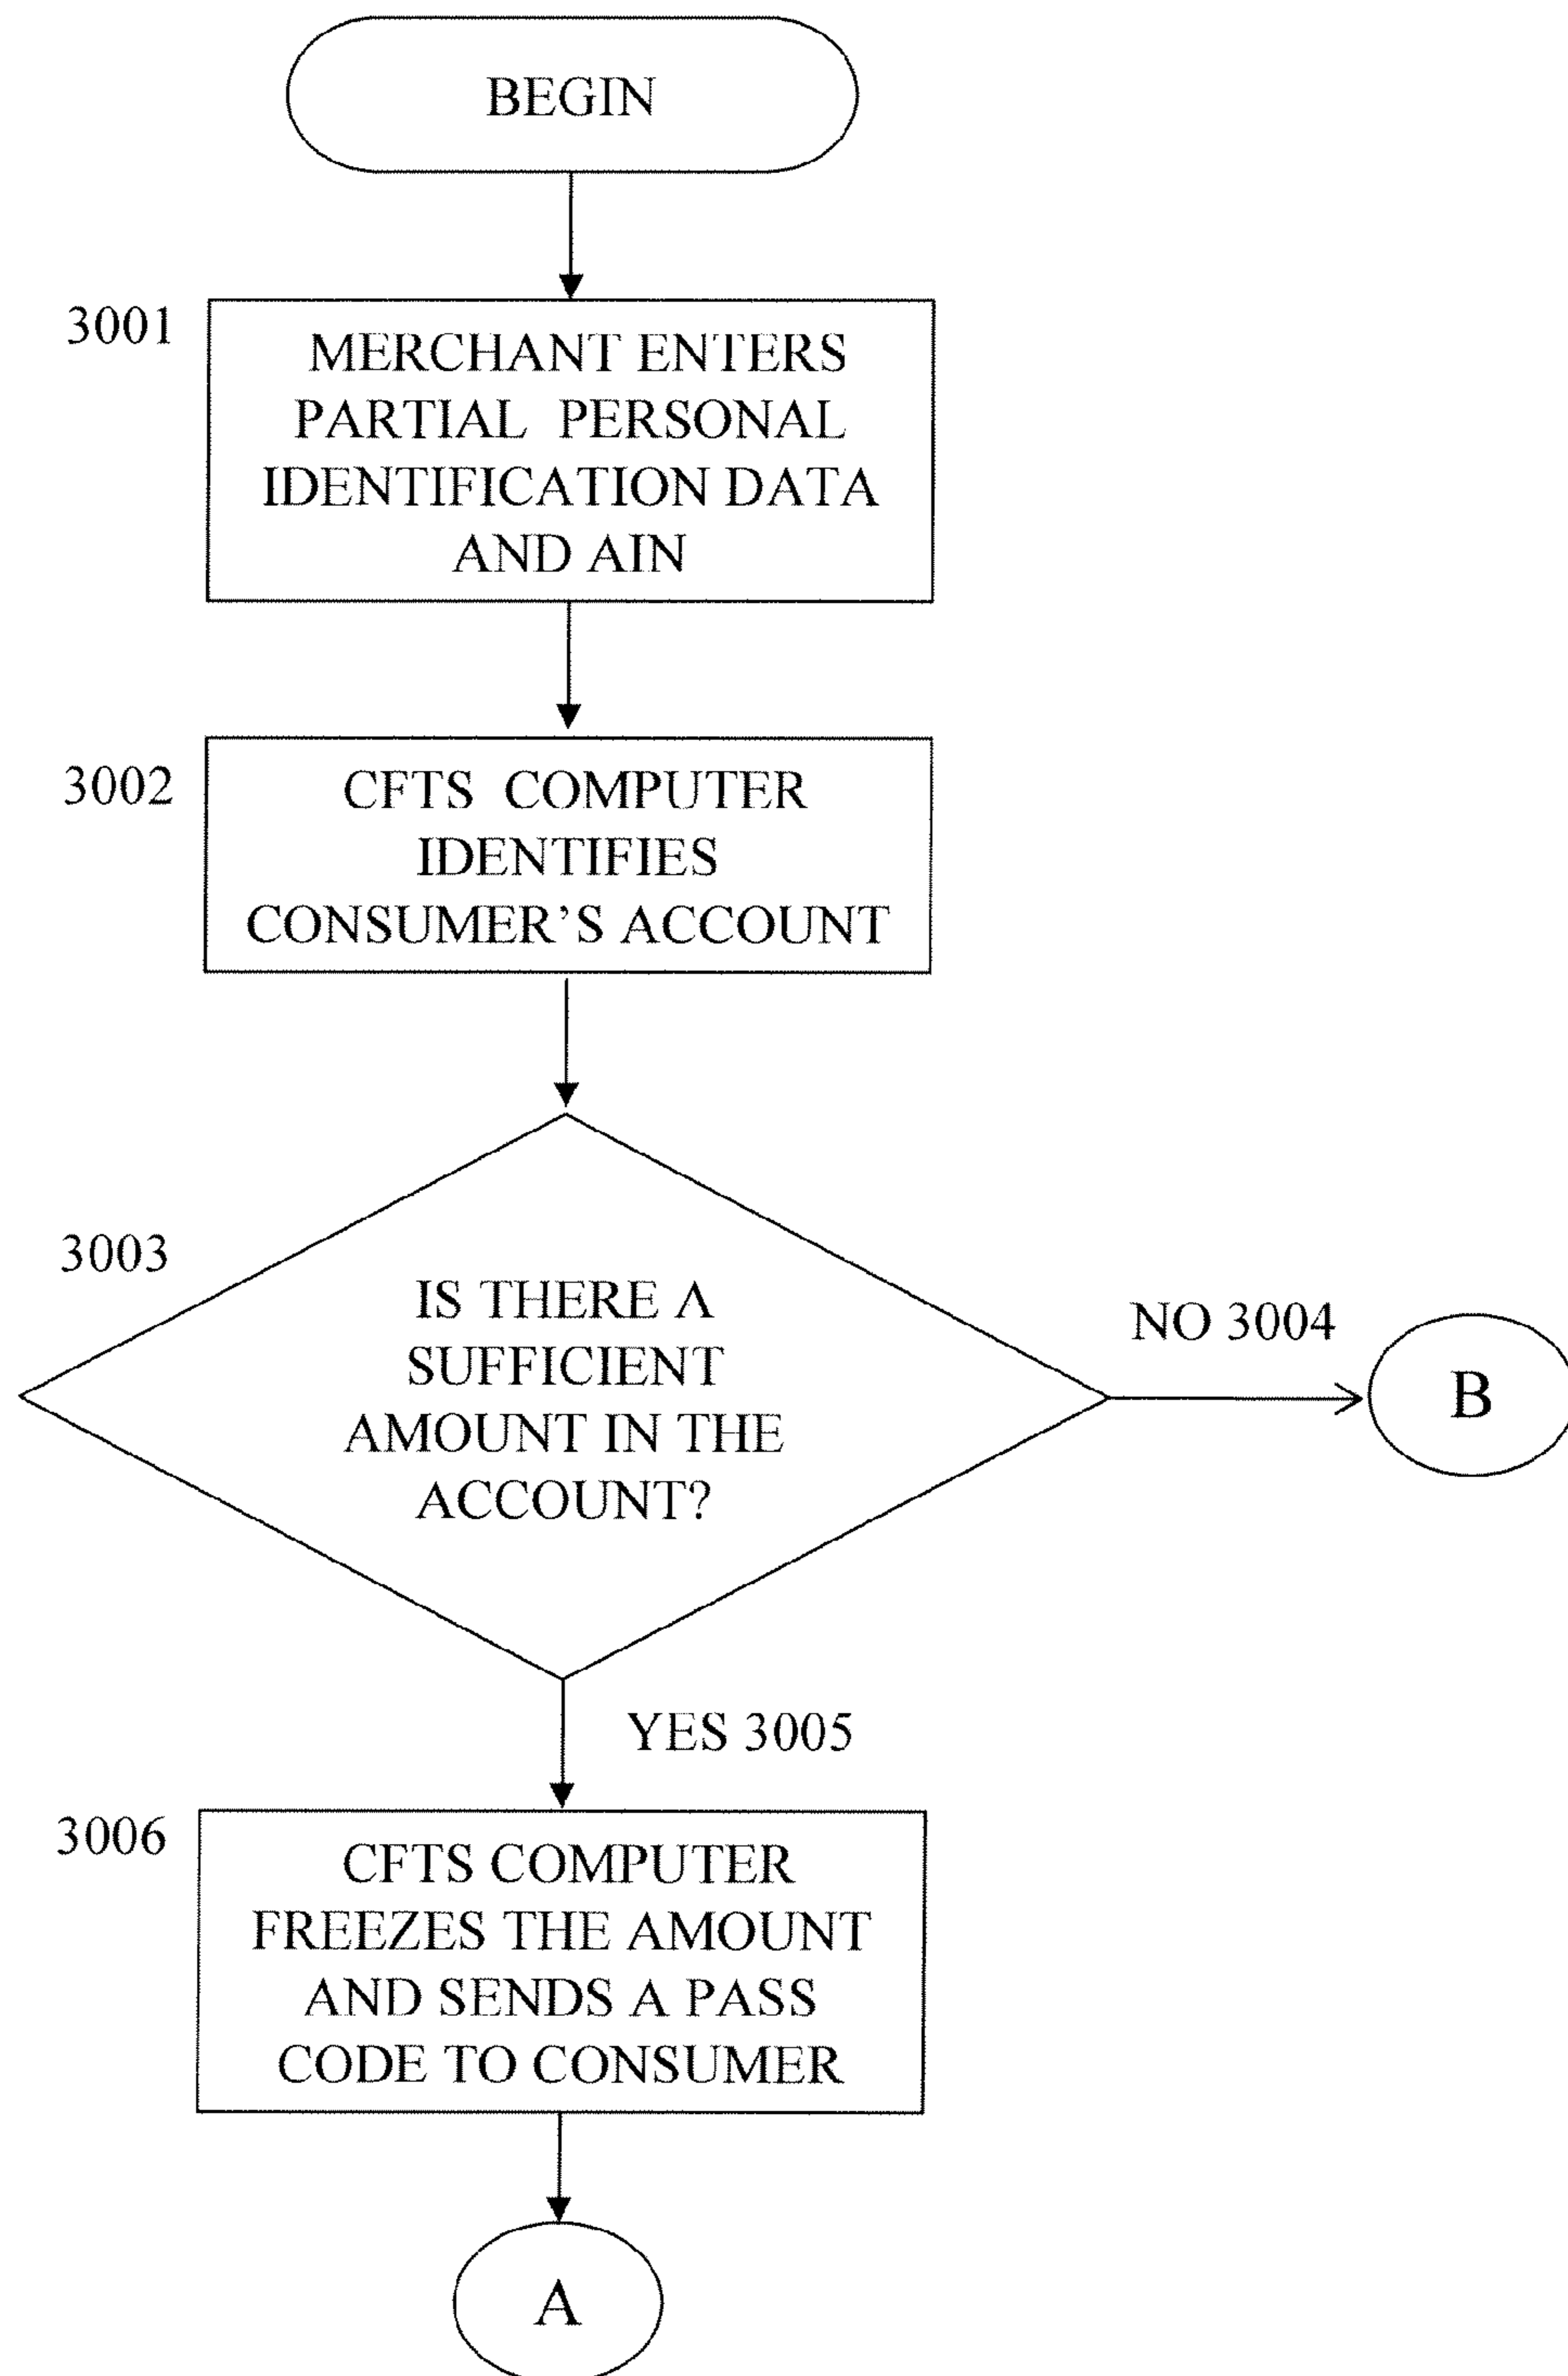 BEGIN
3001
MERCHANT ENTERS
PARTIAL PERSONAL
IDENTIFICATION DATA
AND AIN
3002
CFTS COMPUTER
IDENTIFIES
CONSUMER'S ACCOUNT
3003
IS THERE A
SUFFICIENT
AMOUNT IN THE
ACCOUNT?
NO 3004
B
YES 3005
3006
CFTS COMPUTER
FREEZES THE AMOUNT
AND SENDS A PASS
CODE TO CONSUMER
A